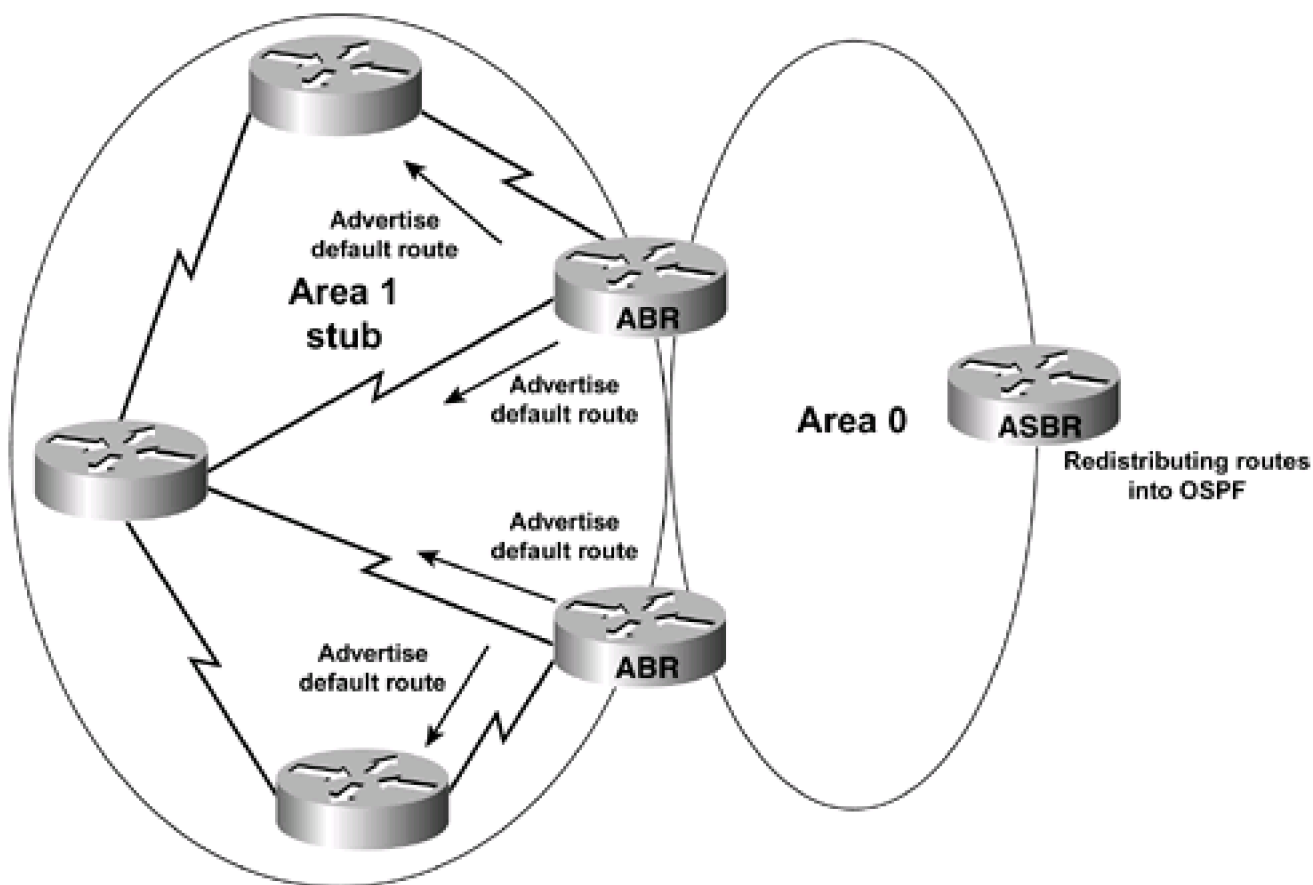 Advertise
default route
Area 1
stub
ABR
Advertise
default route
Area 0
ASBR
Redistributing routes
into OSPF
Advertise
default route
Advertise
default route
ABR